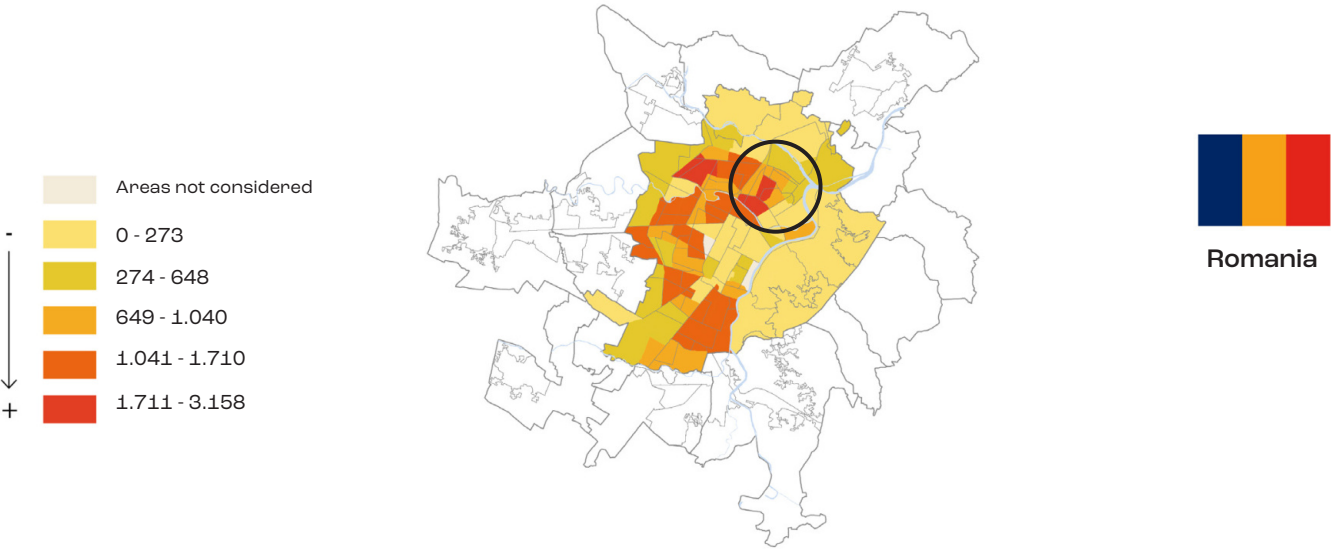 Areas not considered
-
0 - 273
274 - 648
649 - 1.040
1.041 - 1.710
+
1.711 - 3.158
Romania